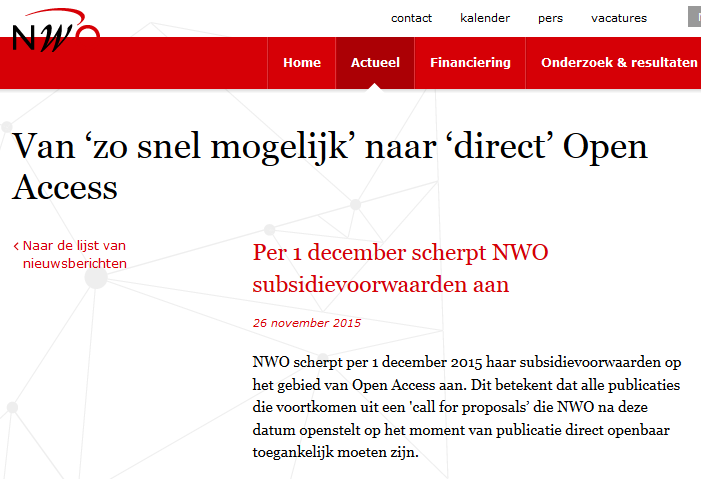 NWO
contact kalender pers vacatures
Home Actueel Financiering Onderzoek & resultaten
Van ‘zo snel mogelijk’ naar ‘direct’ Open
Access
‹ Naar de lijst van
nieuwsberichten
Per 1 december scherpt NWO
subsidievoorwaarden aan
26 november 2015
NWO scherpt per 1 december 2015 haar subsidievoorwaarden op
het gebied van Open Access aan. Dit betekent dat alle publicaties
die voortkomen uit een 'call for proposals’ die NWO na deze
datum openstelt op het moment van publicatie direct openbaar
toegankelijk moeten zijn.